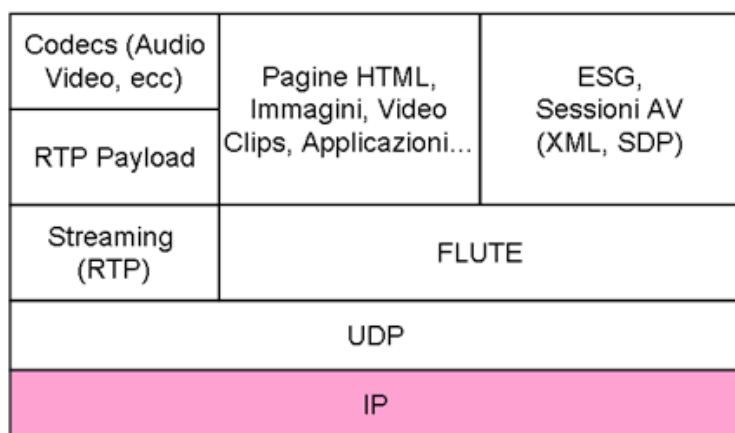 Codecs (Audio
Video, ecc)
RTP Payload
Streaming
(RTP)
Pagine HTML,
Immagini, Video
Clips, Applicazioni...
ESG,
Sessioni AV
(XML, SDP)
FLUTE
UDP
IP